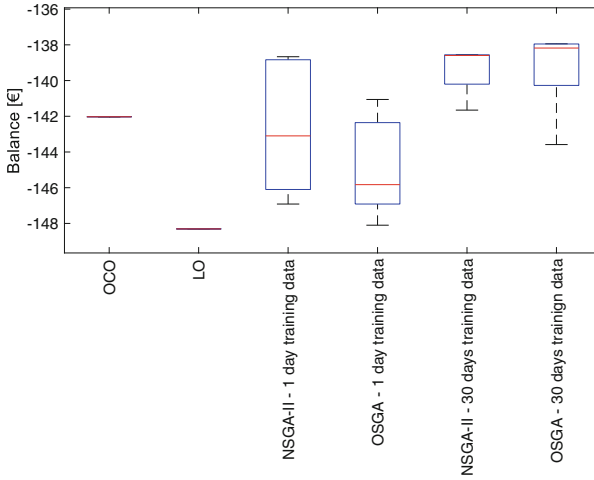 -136
-138
-140
-142
-144
-146
-148
Balance [€]
OCO
LO
NSGA-II - 1 day training data
OSGA - 1 day training data
NSGA-II - 30 days training data
OSGA - 30 days trainign data